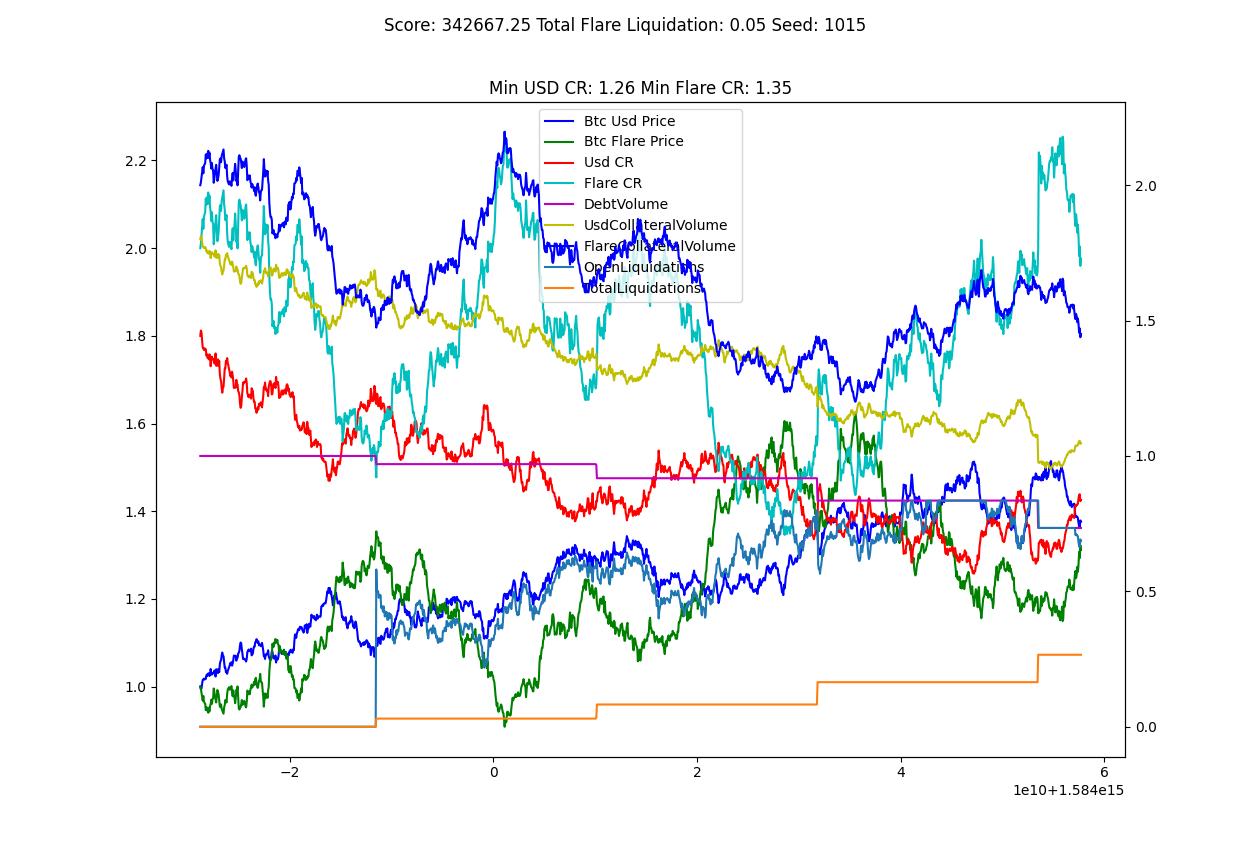 Score: 342667.25 Total Flare Liquidation: 0.05 Seed: 1015
Min USD CR: 1.26 Min Flare CR: 1.35
Btc Usd Price
Btc Flare Price
Usd CR
Flare CR
DebtVolume
UsdCollateralVolume
FlareCollateralVolume
OpenLiquidations
TotalLiquidations
2.2
2.0
1.8
1.6
1.4
1.2
1.0
2.0
1.5
1.0
0.5
0.0
−2 0 2 4 6
1e10+1.584e15